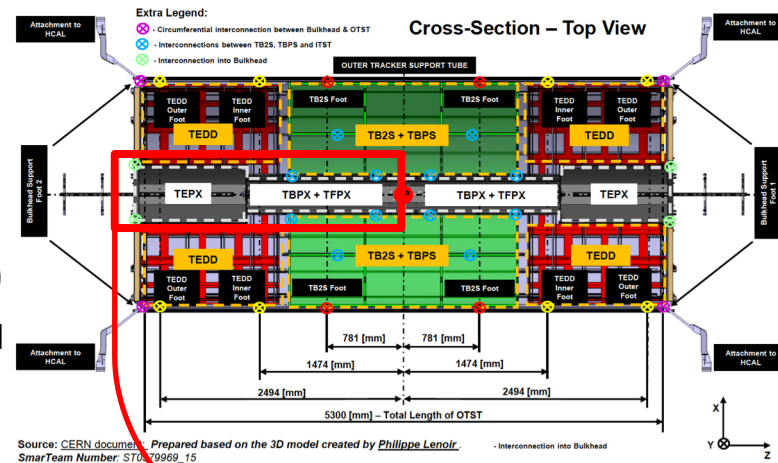 Extra Legend:
- Circumferential interconnection between Bulkhead & OTST
- Interconnections between TB2S, TBPS and ITST
- Interconnection into Bulkhead
Cross-Section – Top View
Attachment to HCAL
Attachment to HCAL
OUTER TRACKER SUPPORT TUBE
TEDD Outer Foot
TEDD Inner Foot
TB2S Foot
TB2S Foot
TEDD Inner Foot
TEDD Outer Foot
TEDD
TB2S + TBPS
TEDD
Bulkhead Support Foot 2
TEPX
TBPX + TFPX
TBPX + TFPX
TEPX
Bulkhead Support Foot 1
TEDD
TB2S + TBPS
TEDD
TEDD Outer Foot
TEDD Inner Foot
TB2S Foot
TB2S Foot
TEDD Inner Foot
TEDD Outer Foot
Attachment to HCAL
Attachment to HCAL
781 [mm]
781 [mm]
1474 [mm]
1474 [mm]
2494 [mm]
2494 [mm]
5300 [mm] – Total Length of OTST
X
Y
Z
Source: CERN document. Prepared based on the 3D model created by Philippe Lenoir .
- Interconnection into Bulkhead
SmarTeam Number: